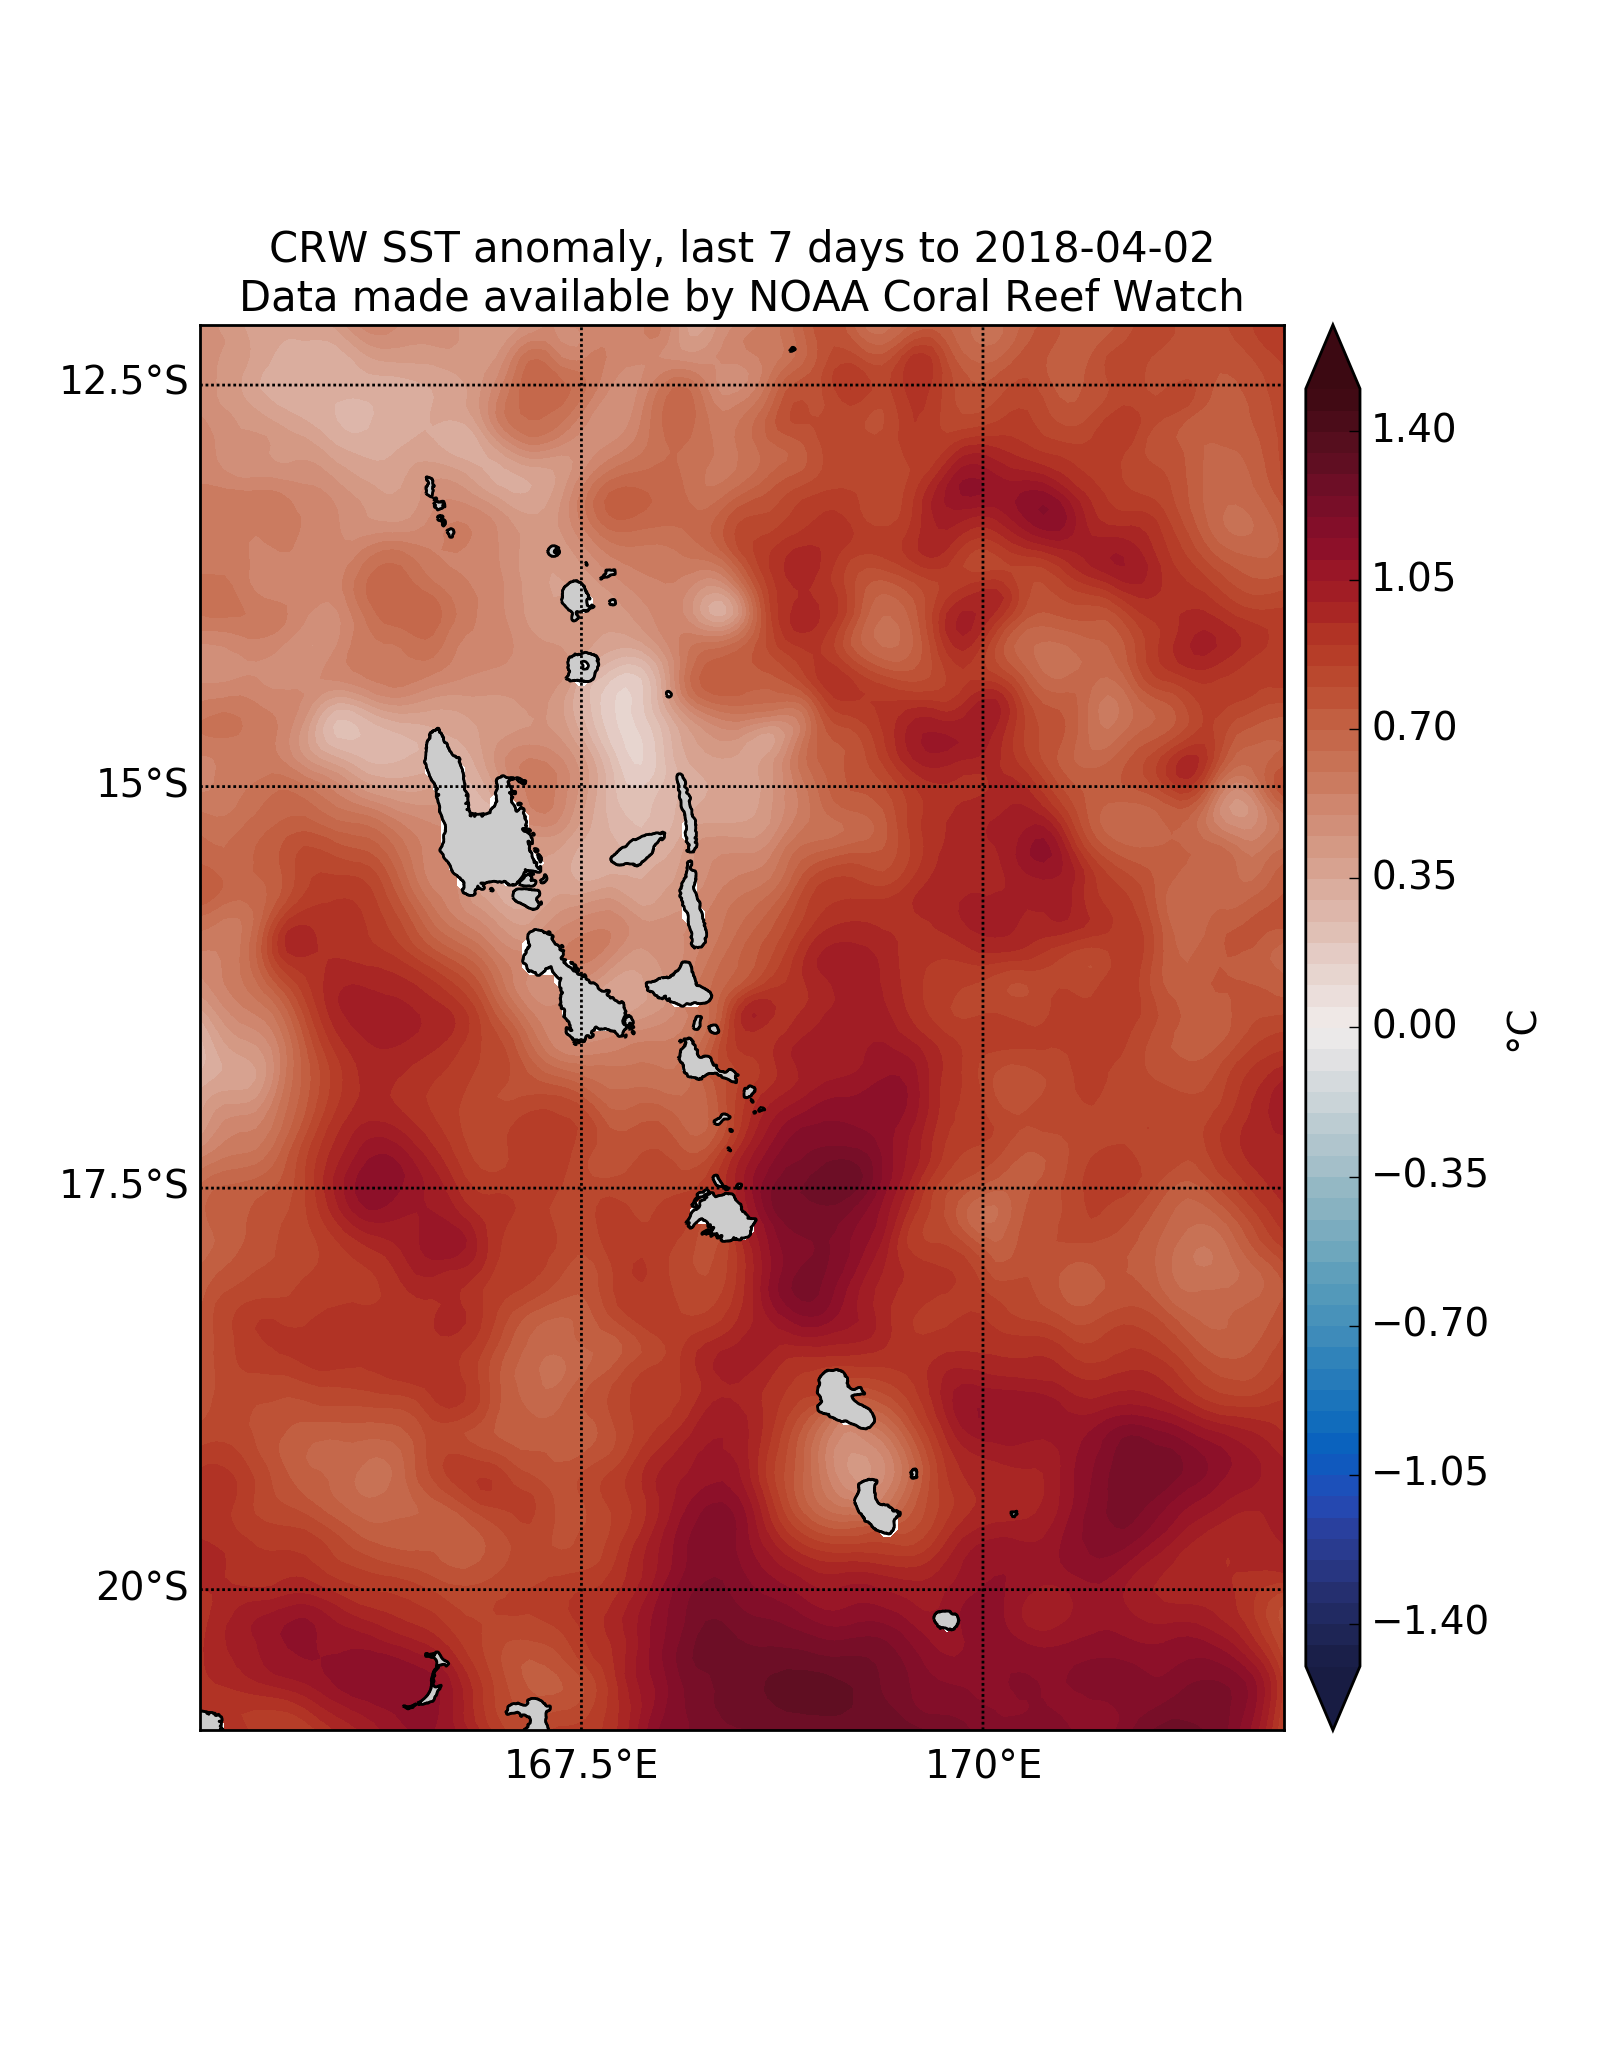 CRW SST anomaly, last 7 days to 2018-04-02
Data made available by NOAA Coral Reef Watch
12.5°S
15°S
17.5°S
20°S
167.5°E
170°E
1.40
1.05
0.70
0.35
0.00
−0.35
−0.70
−1.05
−1.40
°C